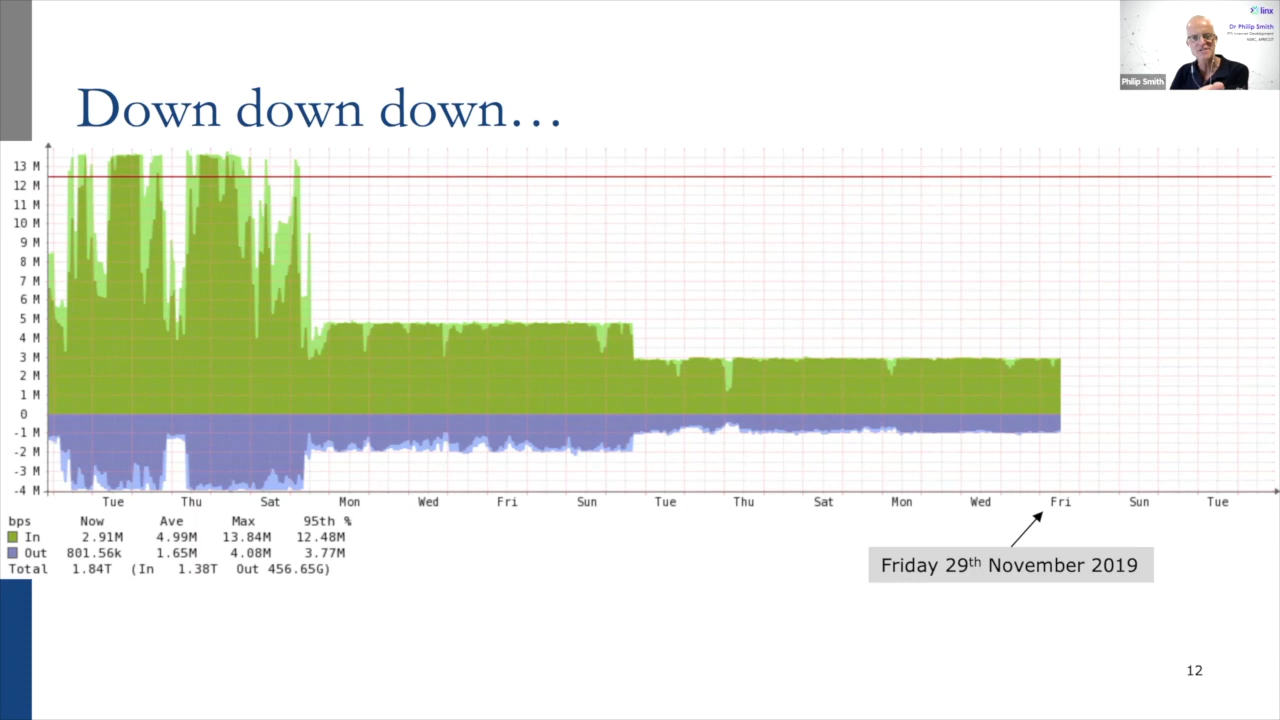 linx
Dr Philip Smith
Philip Smith
Down down down...
13 M
12 M
11 M
10 M
9 M
8 M
7 M
6 M
5 M
4 M
3 M
2 M
1 M
0
-1 M
-2 M
-3 M
-4 M
Tue Thu Sat Mon Wed Fri Sun Tue Thu Sat Mon Wed Fri Sun Tue
bps Now Ave Max 95th %
In 2.91M 4.99M 13.84M 12.48M
Out 801.56k 1.65M 4.08M 3.77M
Total 1.84T (In 1.38T Out 456.65G)
Friday 29th November 2019
12